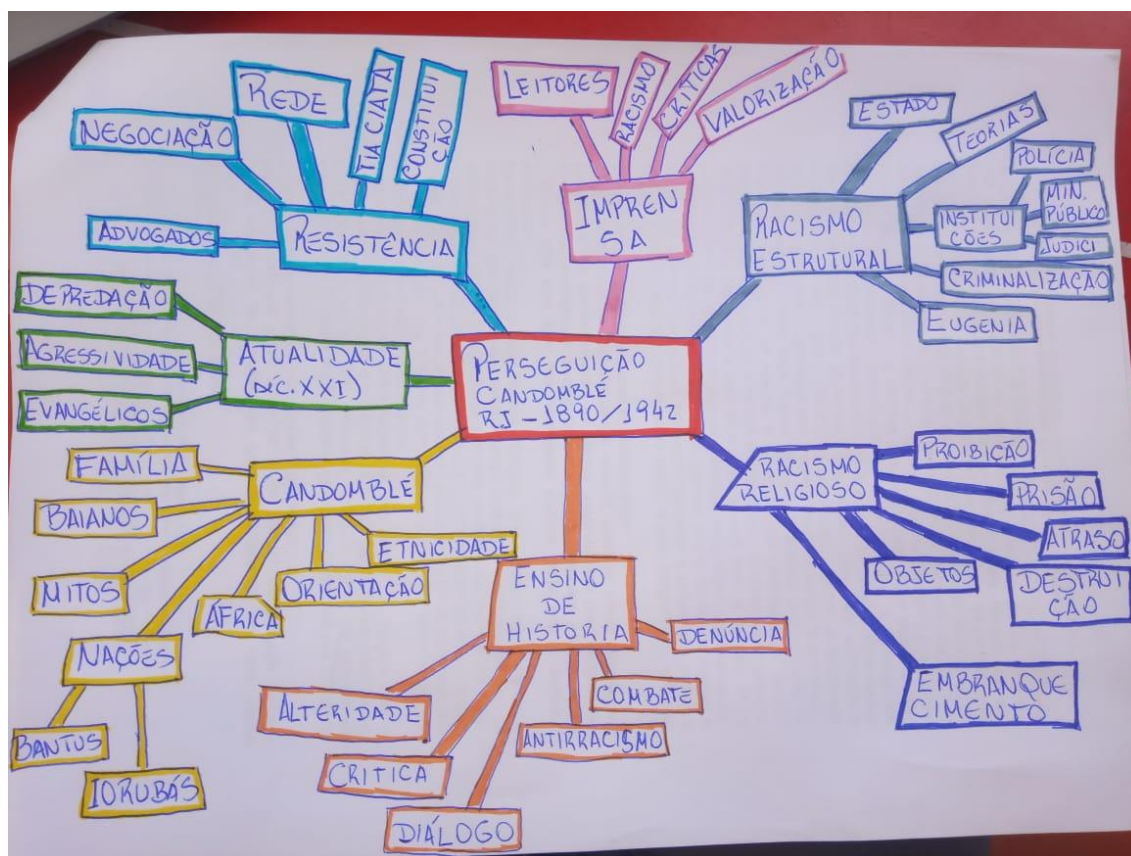 PERSEGUIÇÃO
CANDOMBLÉ
RJ - 1890/1942
RESISTÊNCIA
ADVOGADOS
NEGOCIAÇÃO
REDE
TIA CIATA
CONSTITUI
ÇÃO
IMPREN
SA
LEITORES
RACISMO
CRÍTICAS
VALORIZAÇÃO
RACISMO
ESTRUTURAL
ESTADO
TEORIAS
INSTITUI
ÇÕES
POLÍCIA
MIN.
PÚBLICO
JUDICI
CRIMINALIZAÇÃO
EUGENIA
RACISMO
RELIGIOSO
PROIBIÇÃO
PRISÃO
ATRASO
DESTRUI
ÇÃO
OBJETOS
EMBRANQUE
CIMENTO
ENSINO
DE
HISTORIA
DENÚNCIA
COMBATE
ANTIRRACISMO
DIÁLOGO
CRITICA
ALTERIDADE
CANDOMBLÉ
FAMÍLIA
BAIANOS
MITOS
NAÇÕES
BANTUS
IORUBÁS
ÁFRICA
ORIENTAÇÃO
ETNICIDADE
ATUALIDADE
(SÉC. XXI)
DEPREDAÇÃO
AGRESSIVIDADE
EVANGÉLICOS